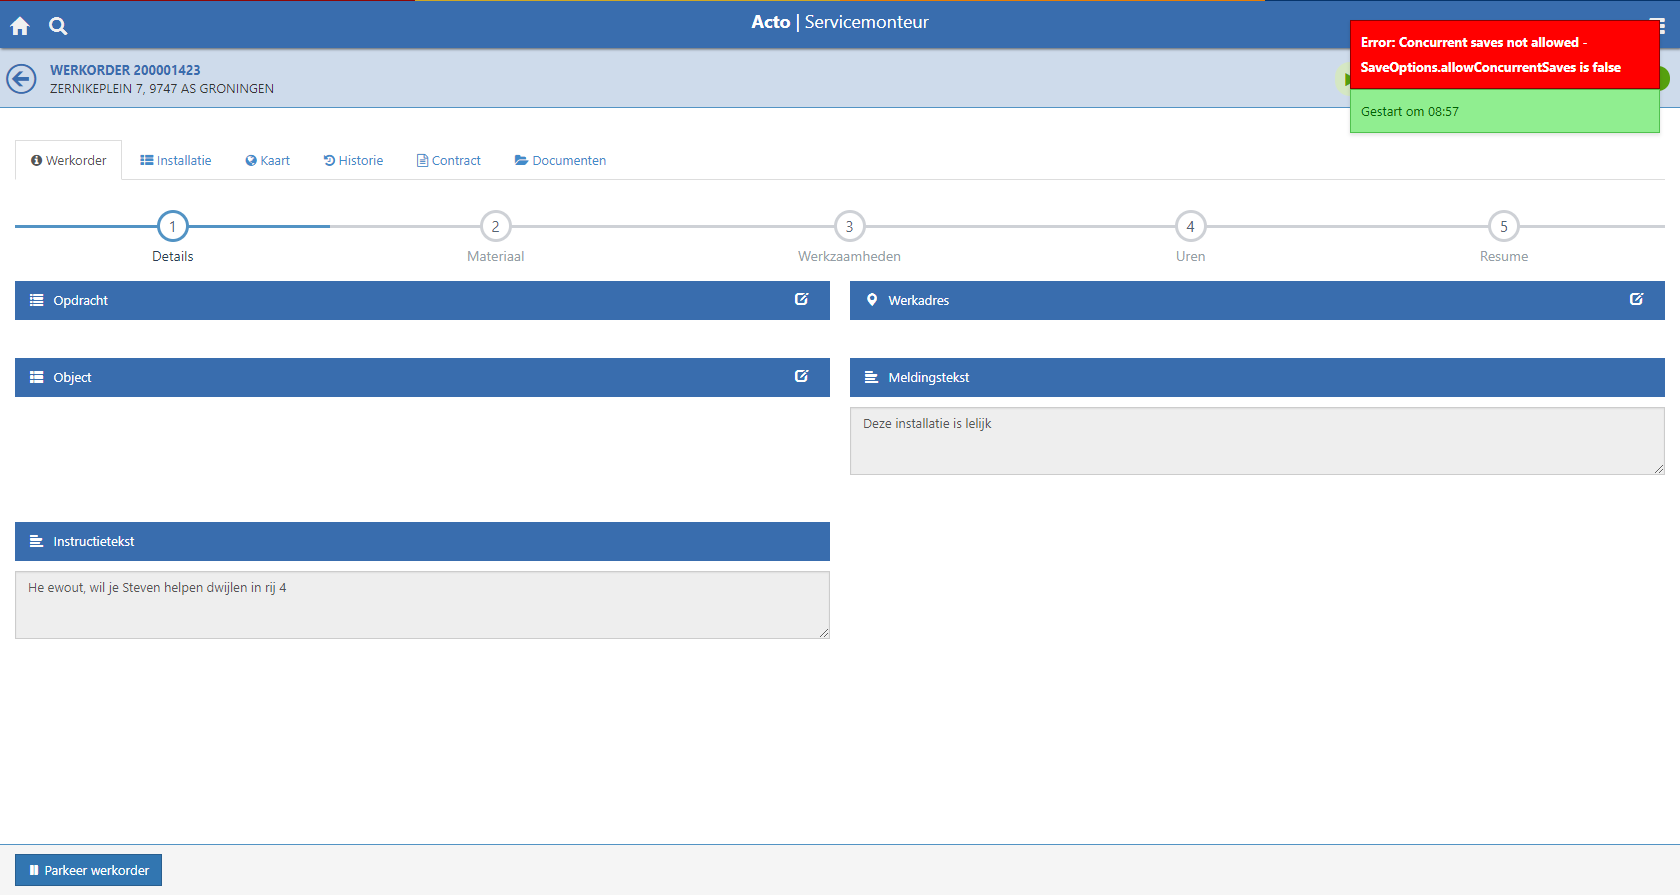 Acto | Servicemonteur
Error: Concurrent saves not allowed -
SaveOptions.allowConcurrentSaves is false
WERKORDER 200001423
ZERNIKEPLEIN 7, 9747 AS GRONINGEN
Gestart om 08:57
Werkorder
Installatie
Kaart
Historie
Contract
Documenten
1
2
3
4
5
Details
Materiaal
Werkzaamheden
Uren
Resume
Opdracht
Werkadres
Object
Meldingstekst
Deze installatie is lelijk
Instructietekst
He ewout, wil je Steven helpen dwijlen in rij 4
Parkeer werkorder